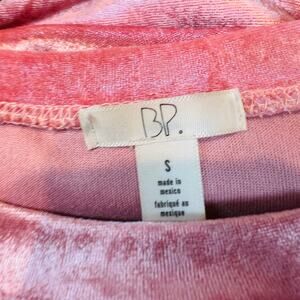 BP.
S
made in
mexico
fabriqué au
mexique